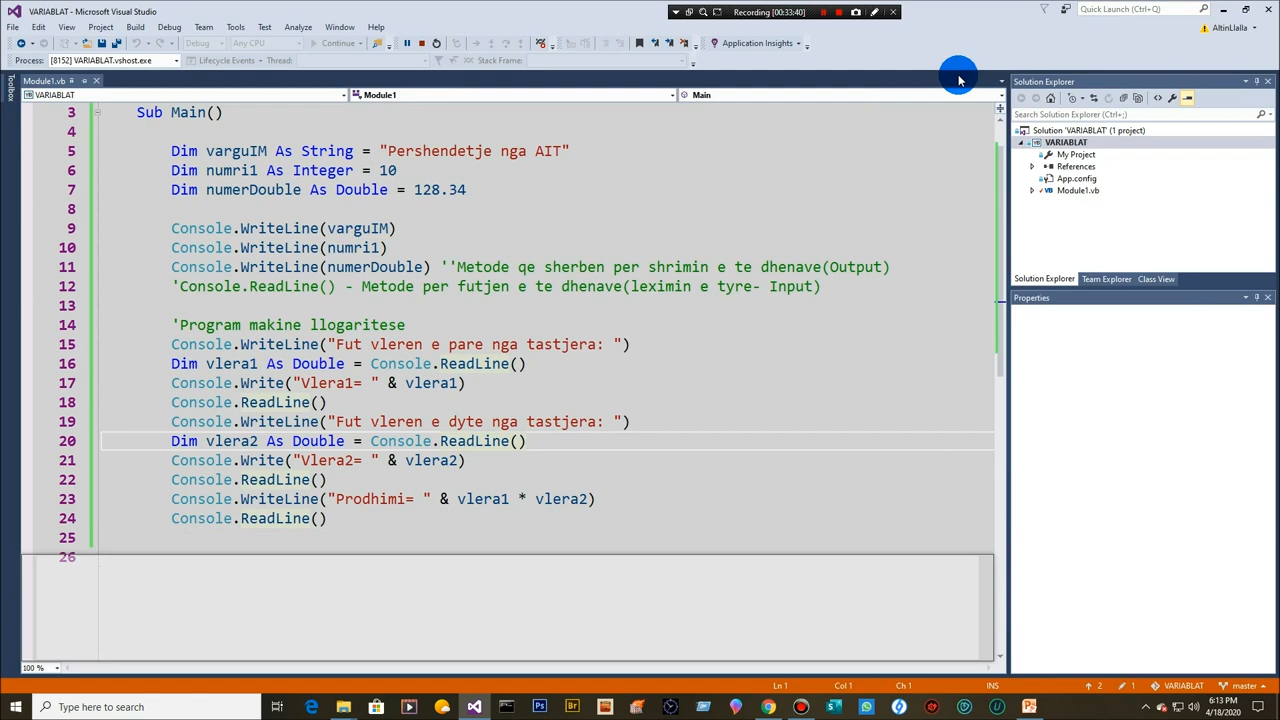 VARIABLAT - Microsoft Visual Studio
Recording [00:33:40]
Quick Launch (Ctrl+Q)
File Edit View Project Build Debug Team Tools Test Analyze Window Help
AltinLlalla
Debug Any CPU Continue Application Insights
Process: [8152] VARIABLAT.vshost.exe Lifecycle Events Thread: Stack Frame:
Toolbox
Module1.vb
VARIABLAT Module1 Main
3 Sub Main()
4
5 Dim varguIM As String = "Pershendetje nga AIT"
6 Dim numri1 As Integer = 10
7 Dim numerDouble As Double = 128.34
8
9 Console.WriteLine(varguIM)
10 Console.WriteLine(numri1)
11 Console.WriteLine(numerDouble) ''Metode qe sherben per shrimin e te dhenave(Output)
12 'Console.ReadLine() - Metode per futjen e te dhenave(leximin e tyre- Input)
13
14 'Program makine llogaritese
15 Console.WriteLine("Fut vleren e pare nga tastjera: ")
16 Dim vlera1 As Double = Console.ReadLine()
17 Console.Write("Vlera1= " & vlera1)
18 Console.ReadLine()
19 Console.WriteLine("Fut vleren e dyte nga tastjera: ")
20 Dim vlera2 As Double = Console.ReadLine()
21 Console.Write("Vlera2= " & vlera2)
22 Console.ReadLine()
23 Console.WriteLine("Prodhimi= " & vlera1 * vlera2)
24 Console.ReadLine()
25
26
100 %
Solution Explorer
Search Solution Explorer (Ctrl+;)
Solution 'VARIABLAT' (1 project)
VARIABLAT
My Project
References
App.config
Module1.vb
Solution Explorer Team Explorer Class View
Properties
Ln 1 Col 1 Ch 1 INS 2 1 VARIABLAT master
Type here to search
6:13 PM
4/18/2020